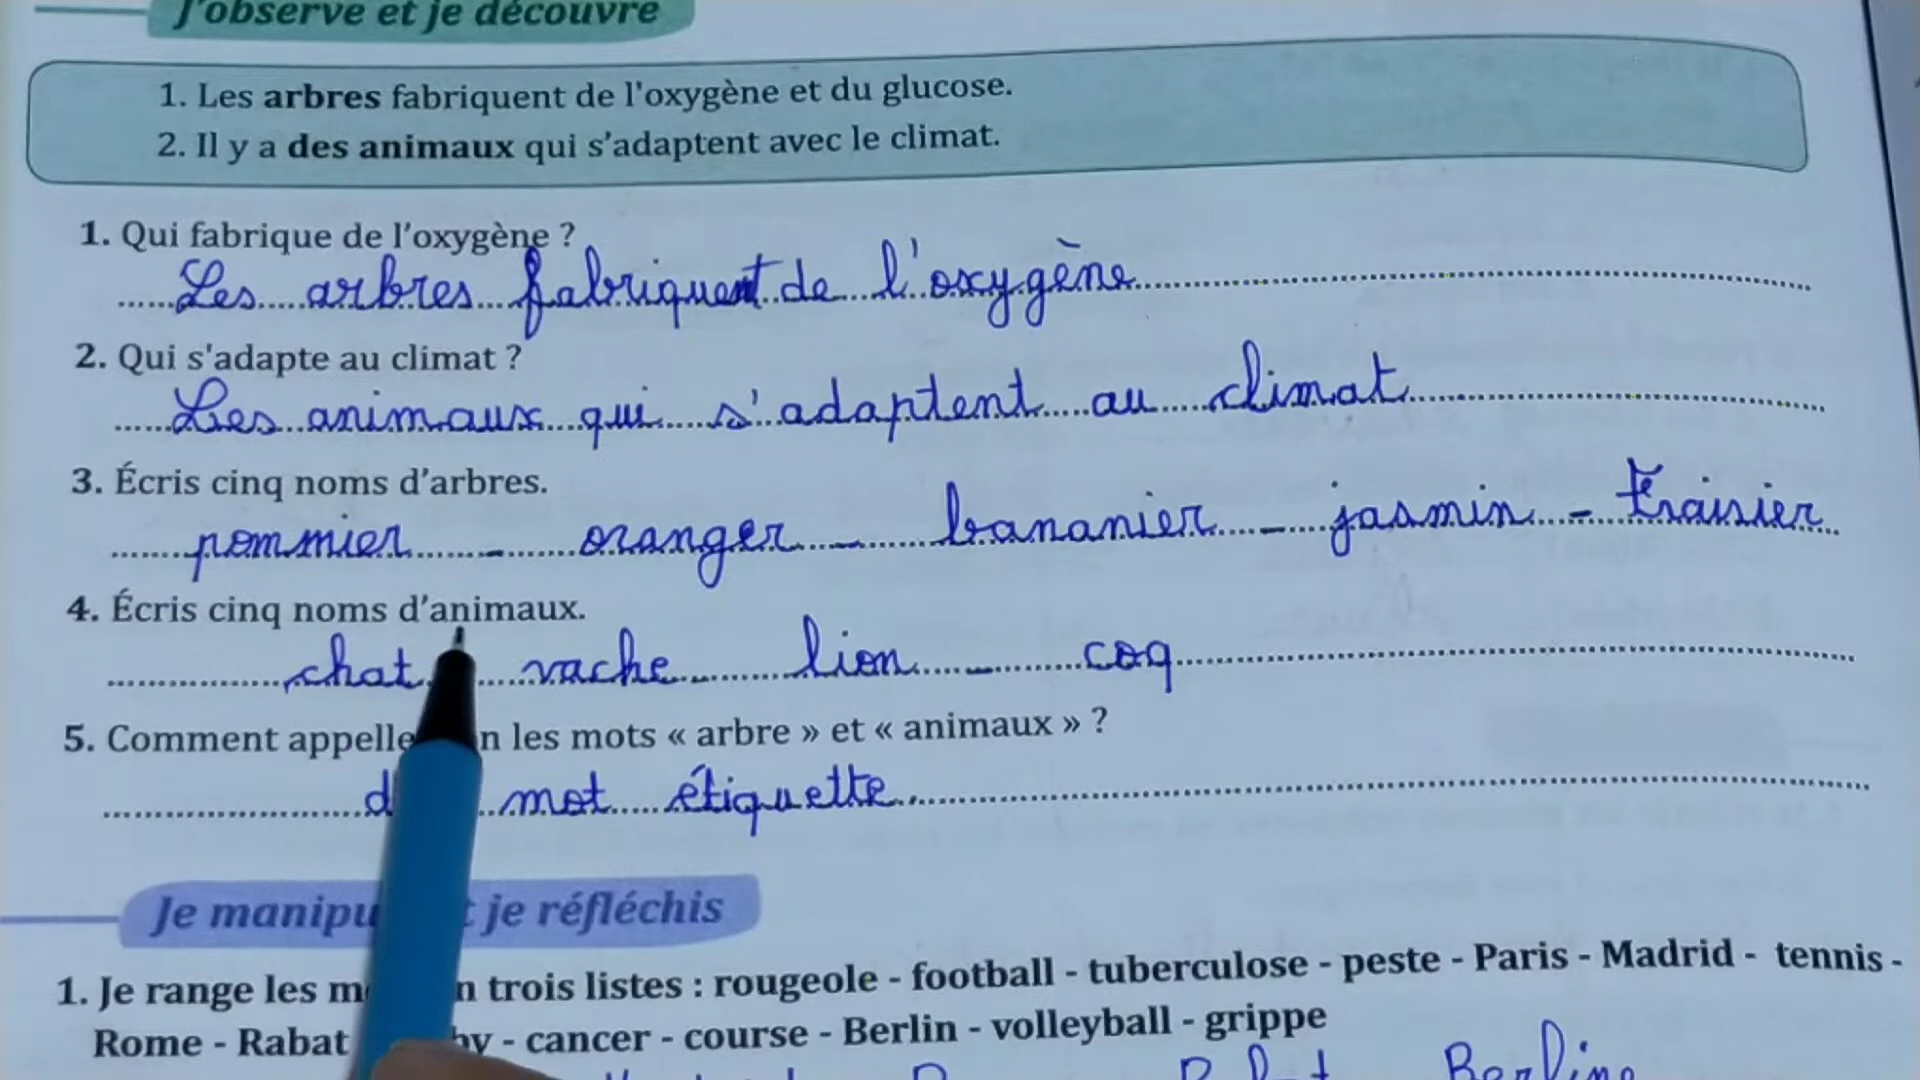 J'observe et je découvre
1. Les arbres fabriquent de l'oxygène et du glucose.
2. Il y a des animaux qui s'adaptent avec le climat.
1. Qui fabrique de l'oxygène ?
Les arbres fabriquent de l'oxygène
2. Qui s'adapte au climat ?
Les animaux qui s'adaptent au climat
3. Écris cinq noms d'arbres.
pommier - oranger - bananier - jasmin - fraisier
4. Écris cinq noms d'animaux.
chat vache lion - coq
5. Comment les mots « arbre » et « animaux » ?
mot étiquette.
Je je réfléchis
1. Je range les trois listes : rougeole - football - tuberculose - peste - Paris - Madrid - tennis -
Rome - Rabat - cancer - course - Berlin - volleyball - grippe